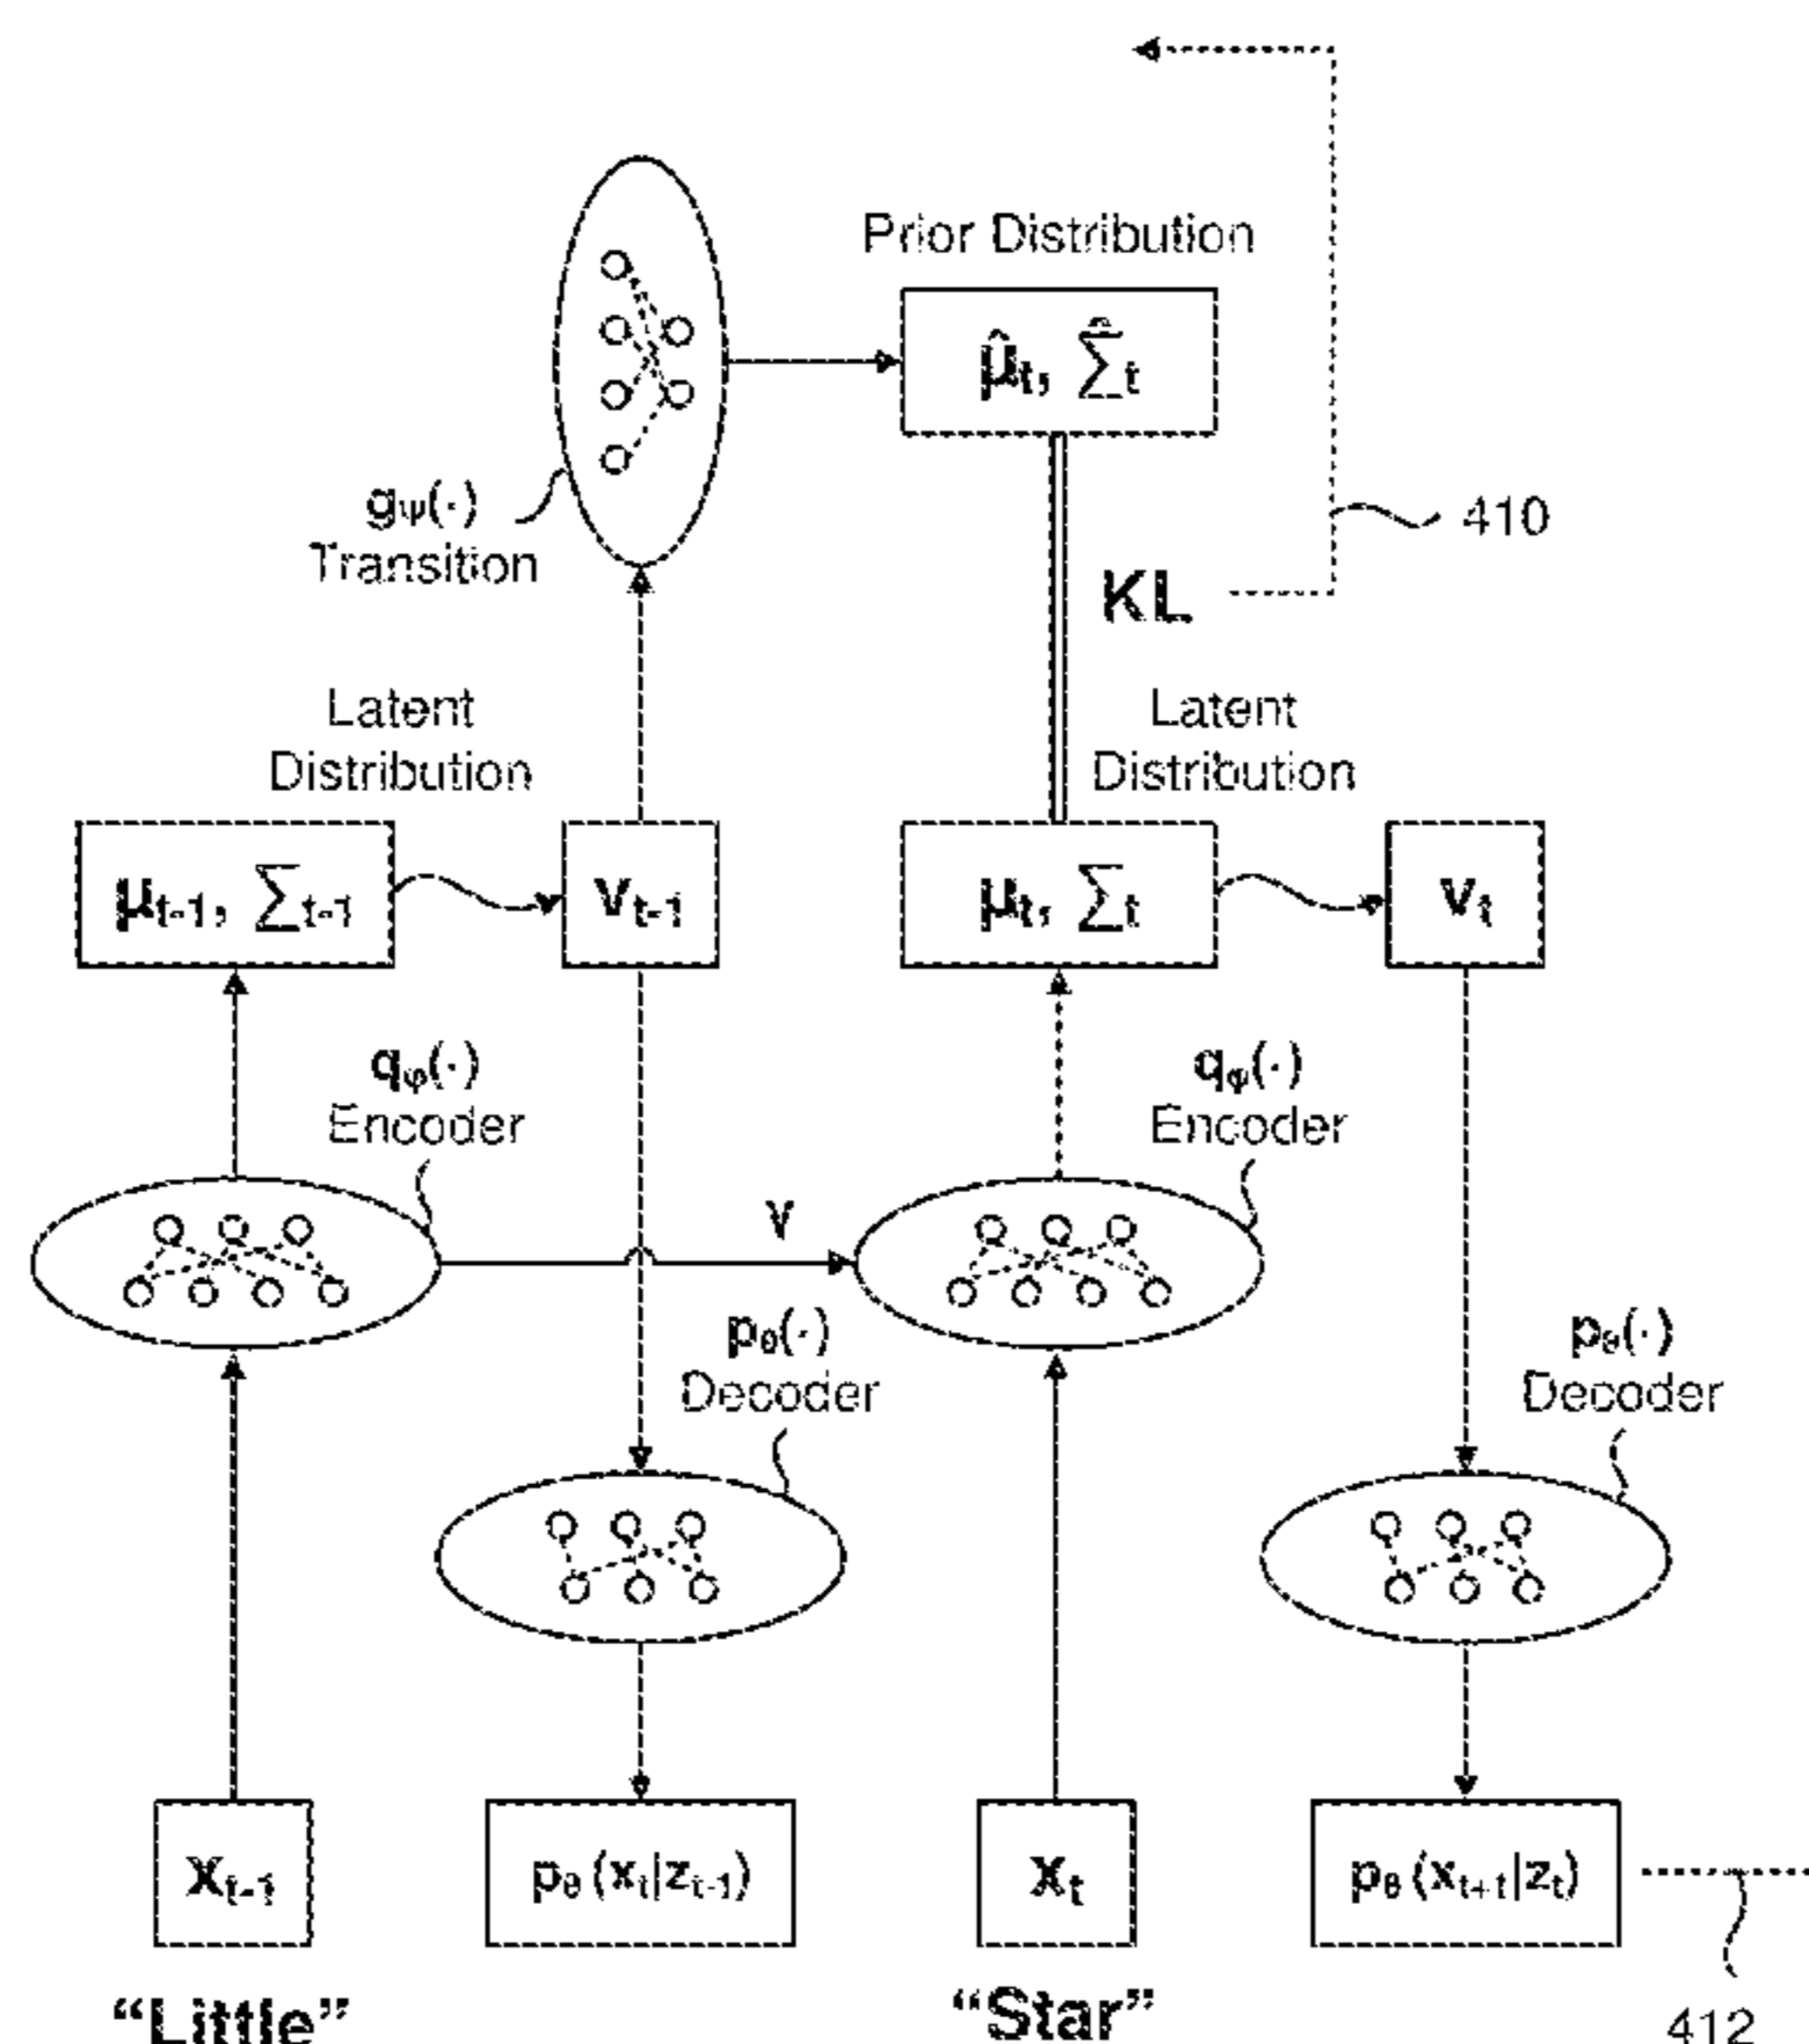 Prior Distribution
μ̂t, Σ̂t
gψ(·)
Transition
410
KL
Latent
Distribution
Latent
Distribution
μt-1, Σt-1
vt-1
μt, Σt
vt
qφ(·)
Encoder
qφ(·)
Encoder
γ
pθ(·)
Decoder
pθ(·)
Decoder
xt-1
pθ(xt|zt-1)
xt
pθ(xt+1|zt)
“Little”
“Star”
412